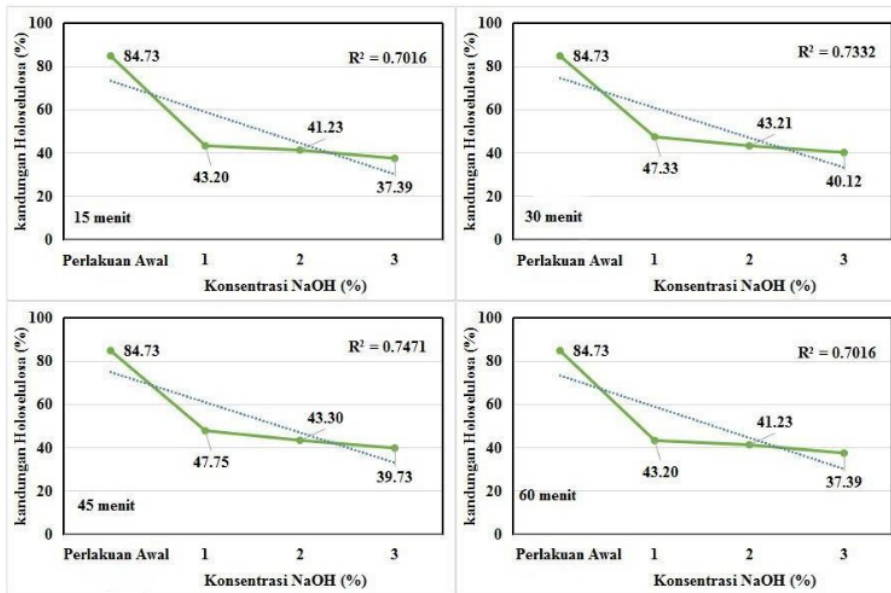 kandungan Holoselulosa (%)
100
80
60
40
20
0
84.73
43.20
41.23
37.39
R² = 0.7016
15 menit
Perlakuan Awal 1 2 3
Konsentrasi NaOH (%)
kandungan Holoselulosa (%)
100
80
60
40
20
0
84.73
47.33
43.21
40.12
R² = 0.7332
30 menit
Perlakuan Awal 1 2 3
Konsentrasi NaOH (%)
kandungan Holoselulosa (%)
100
80
60
40
20
0
84.73
47.75
43.30
39.73
R² = 0.7471
45 menit
Perlakuan Awal 1 2 3
Konsentrasi NaOH (%)
kandungan Holoselulosa (%)
100
80
60
40
20
0
84.73
43.20
41.23
37.39
R² = 0.7016
60 menit
Perlakuan Awal 1 2 3
Konsentrasi NaOH (%)